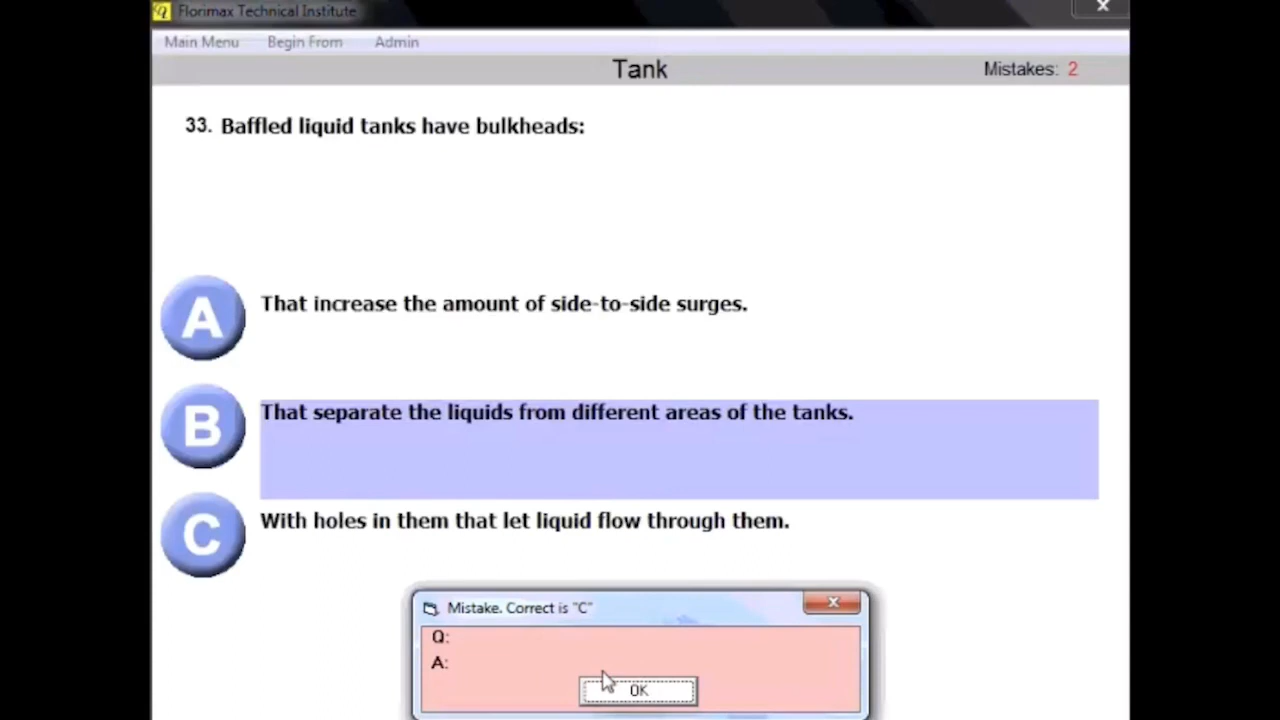 Florimax Technical Institute
Main Menu Begin From Admin
Tank Mistakes: 2
33. Baffled liquid tanks have bulkheads:
A That increase the amount of side-to-side surges.
B That separate the liquids from different areas of the tanks.
C With holes in them that let liquid flow through them.
Mistake. Correct is "C"
Q:
A:
OK